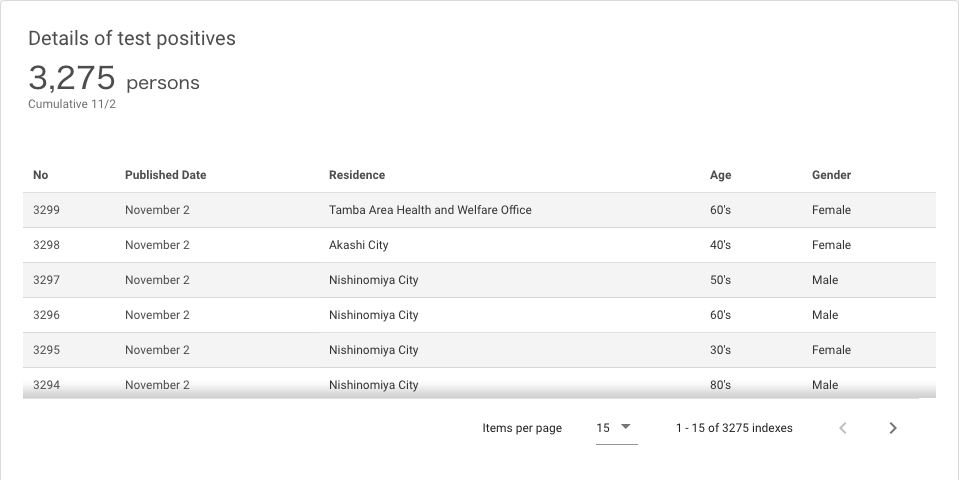 Details of test positives
3,275 persons
Cumulative 11/2
No Published Date Residence Age Gender
3299 November 2 Tamba Area Health and Welfare Office 60's Female
3298 November 2 Akashi City 40's Female
3297 November 2 Nishinomiya City 50's Male
3296 November 2 Nishinomiya City 60's Male
3295 November 2 Nishinomiya City 30's Female
3294 November 2 Nishinomiya City 80's Male
Items per page 15 1 - 15 of 3275 indexes